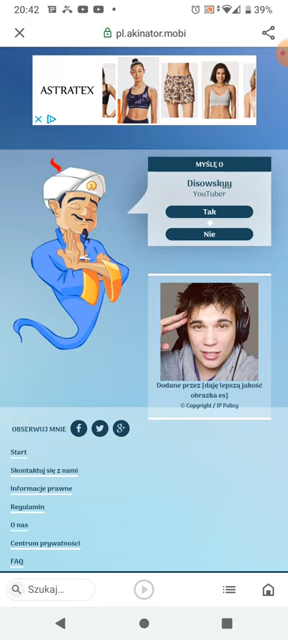 20:42
39%
pl.akinator.mobi
ASTRATEX
MYŚLĘ O
Disowskyy
YouTuber
Tak
Nie
Dodane przez [daję lepszą jakość
obrazka es]
© Copyright / IP Policy
OBSERWUJ MNIE
Start
Skontaktuj się z nami
Informacje prawne
Regulamin
O nas
Centrum prywatności
FAQ
Szukaj...